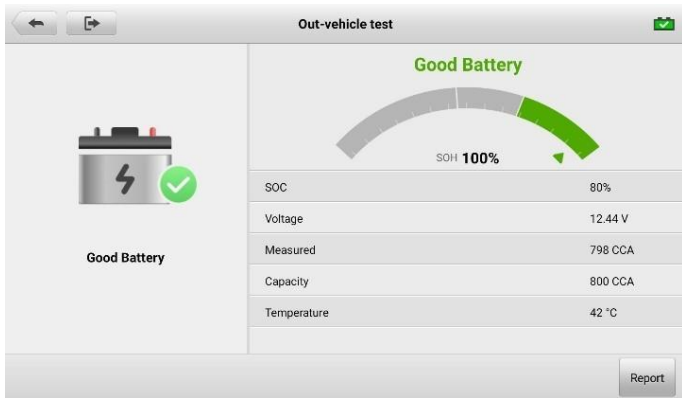 Out-vehicle test
Good Battery
SOH 100%
Good Battery
SOC 80%
Voltage 12.44 V
Measured 798 CCA
Capacity 800 CCA
Temperature 42 °C
Report